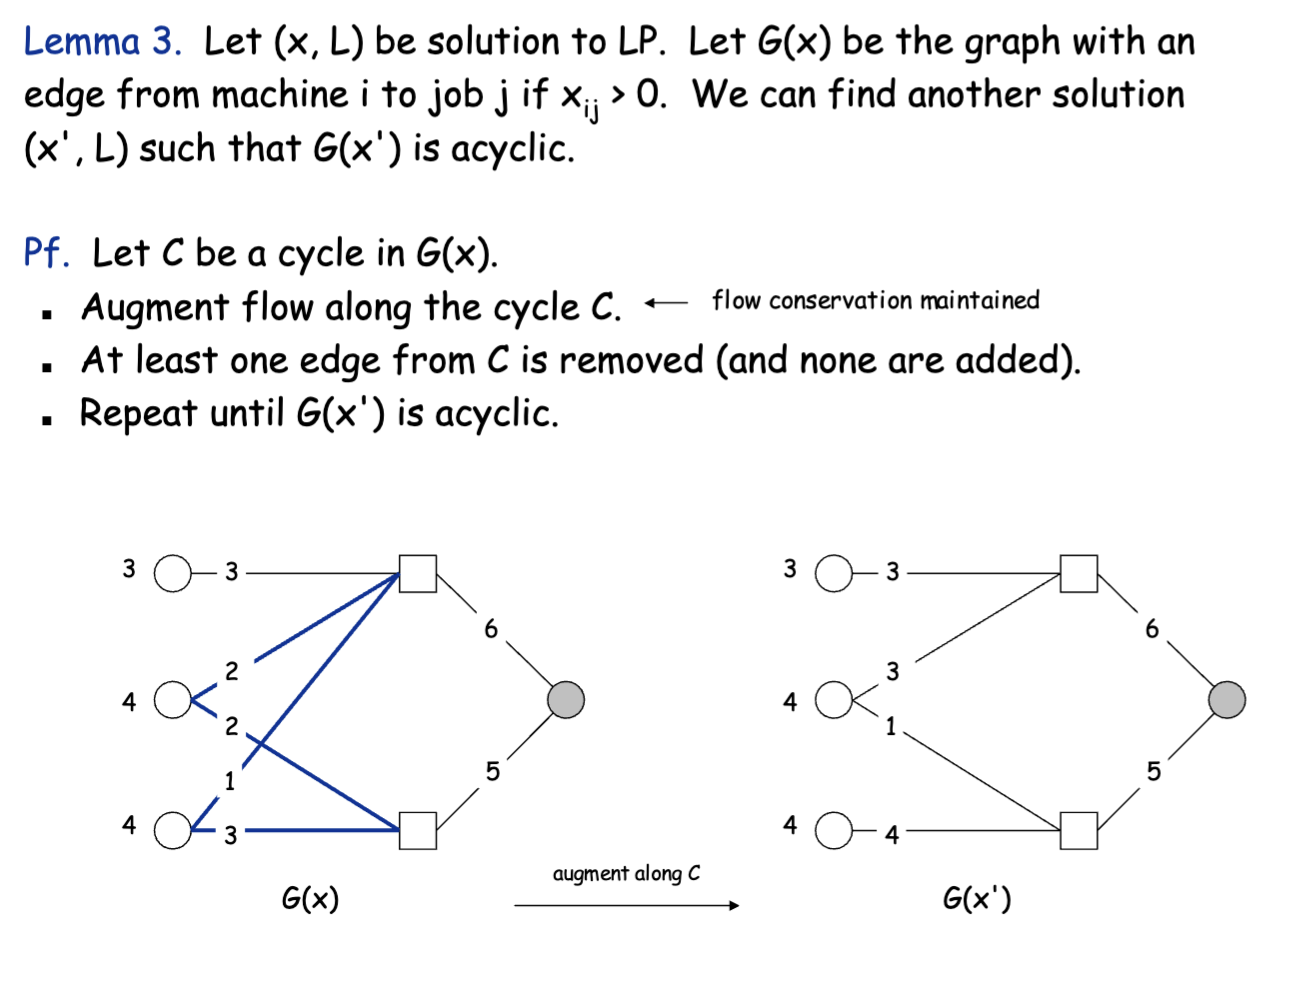 Lemma 3. Let (x, L) be solution to LP. Let G(x) be the graph with an
edge from machine i to job j if xij > 0. We can find another solution
(x', L) such that G(x') is acyclic.
Pf. Let C be a cycle in G(x).
▪ Augment flow along the cycle C. ← flow conservation maintained
▪ At least one edge from C is removed (and none are added).
▪ Repeat until G(x') is acyclic.
3 3 3 3
6 6
2 3
4 4
2 1
5 5
1
4 3 4 4
augment along C
G(x) G(x')